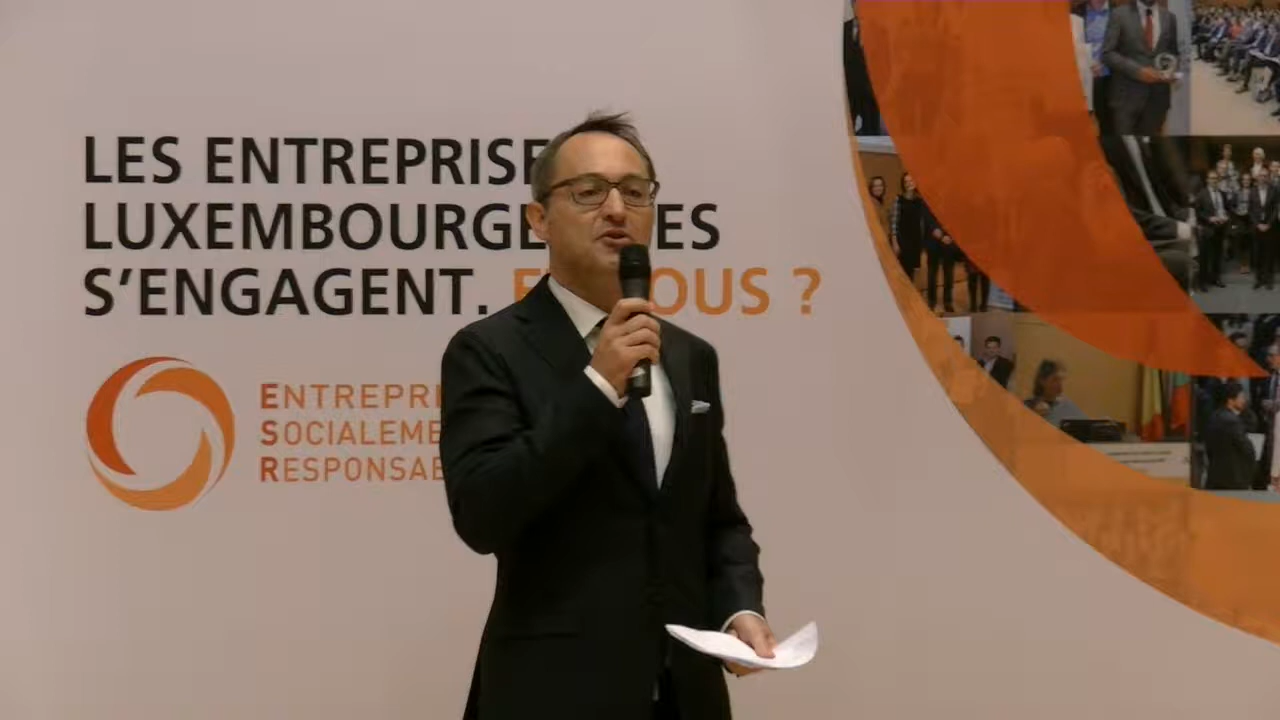 LES ENTREPRISE
LUXEMBOURGE ES
S'ENGAGENT. E OUS ?
ENTREPRI
SOCIALEME
RESPONSAB